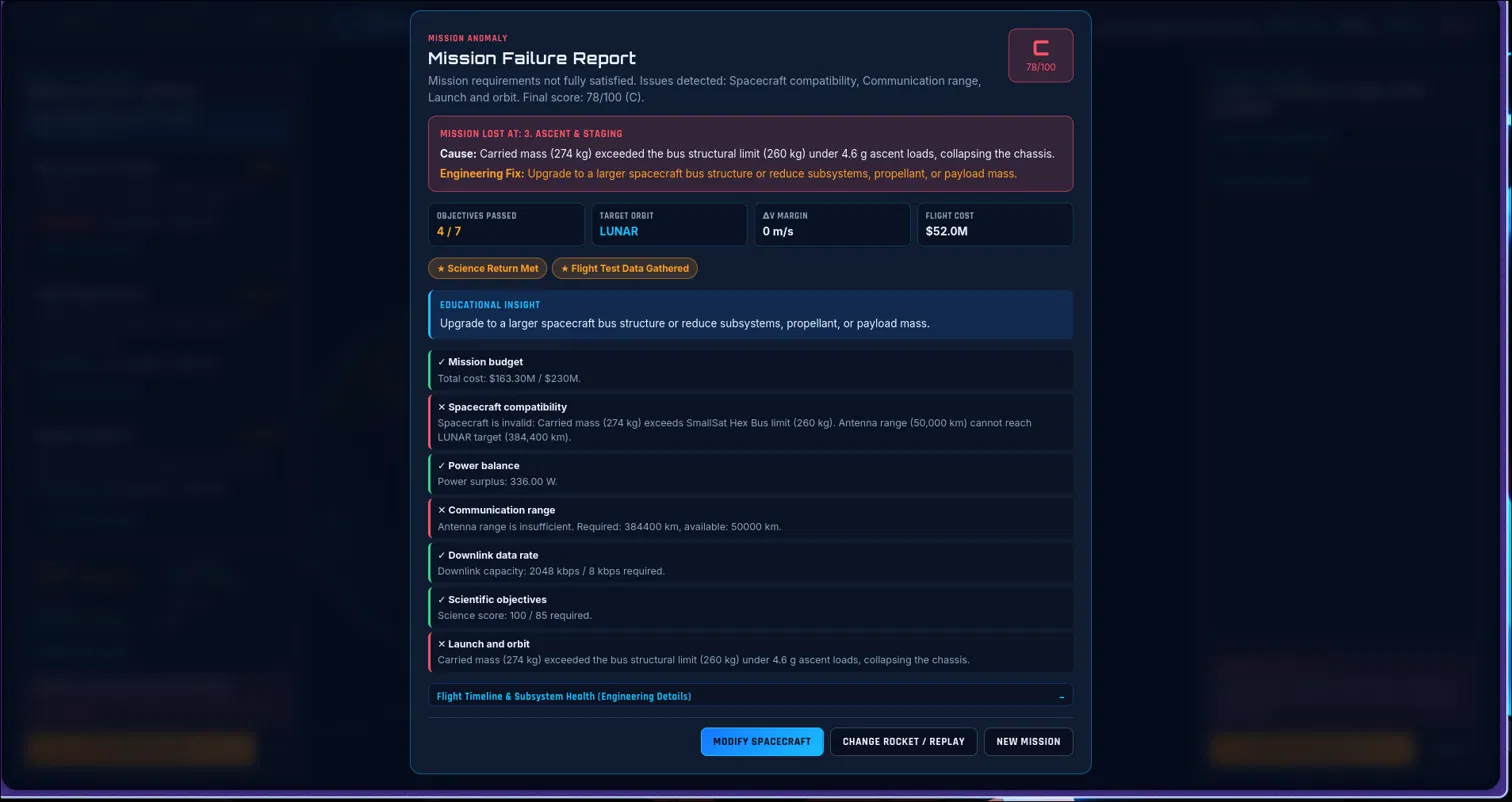 MISSION ANOMALY
Mission Failure Report
Mission requirements not fully satisfied. Issues detected: Spacecraft compatibility, Communication range,
Launch and orbit. Final score: 78/100 (C).
C
78/100
MISSION LOST AT: 3. ASCENT & STAGING
Cause: Carried mass (274 kg) exceeded the bus structural limit (260 kg) under 4.6 g ascent loads, collapsing the chassis.
Engineering Fix: Upgrade to a larger spacecraft bus structure or reduce subsystems, propellant, or payload mass.
OBJECTIVES PASSED
4 / 7
TARGET ORBIT
LUNAR
ΔV MARGIN
0 m/s
FLIGHT COST
$52.0M
★ Science Return Met
★ Flight Test Data Gathered
EDUCATIONAL INSIGHT
Upgrade to a larger spacecraft bus structure or reduce subsystems, propellant, or payload mass.
✓ Mission budget
Total cost: $163.30M / $230M.
✕ Spacecraft compatibility
Spacecraft is invalid: Carried mass (274 kg) exceeds SmallSat Hex Bus limit (260 kg). Antenna range (50,000 km) cannot reach
LUNAR target (384,400 km).
✓ Power balance
Power surplus: 336.00 W.
✕ Communication range
Antenna range is insufficient. Required: 384400 km, available: 50000 km.
✓ Downlink data rate
Downlink capacity: 2048 kbps / 8 kbps required.
✓ Scientific objectives
Science score: 100 / 85 required.
✕ Launch and orbit
Carried mass (274 kg) exceeded the bus structural limit (260 kg) under 4.6 g ascent loads, collapsing the chassis.
Flight Timeline & Subsystem Health (Engineering Details)
–
MODIFY SPACECRAFT
CHANGE ROCKET / REPLAY
NEW MISSION